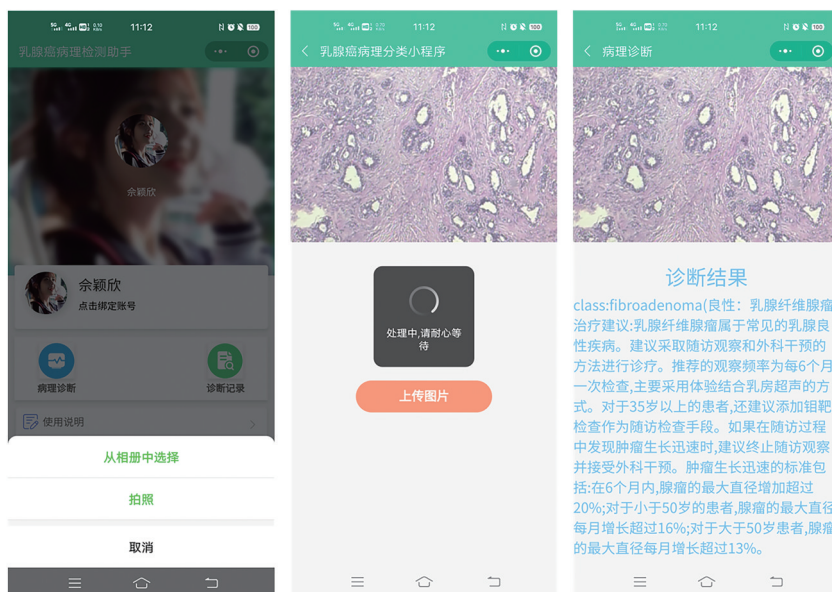 11:12
100
乳腺癌病理检测助手
佘颖欣
佘颖欣
点击绑定账号
病理诊断
诊断记录
使用说明
从相册中选择
拍照
取消
11:12
100
乳腺癌病理分类小程序
处理中,请耐心等
待
上传图片
11:12
100
病理诊断
诊断结果
class:fibroadenoma(良性：乳腺纤维腺瘤
治疗建议:乳腺纤维腺瘤属于常见的乳腺良
性疾病。建议采取随访观察和外科干预的
方法进行诊疗。推荐的观察频率为每6个月
一次检查,主要采用体验结合乳房超声的方
式。对于35岁以上的患者,还建议添加钼靶
检查作为随访检查手段。如果在随访过程
中发现肿瘤生长迅速时,建议终止随访观察
并接受外科干预。肿瘤生长迅速的标准包
括:在6个月内,腺瘤的最大直径增加超过
20%;对于小于50岁的患者,腺瘤的最大直径
每月增长超过16%;对于大于50岁患者,腺瘤
的最大直径每月增长超过13%。